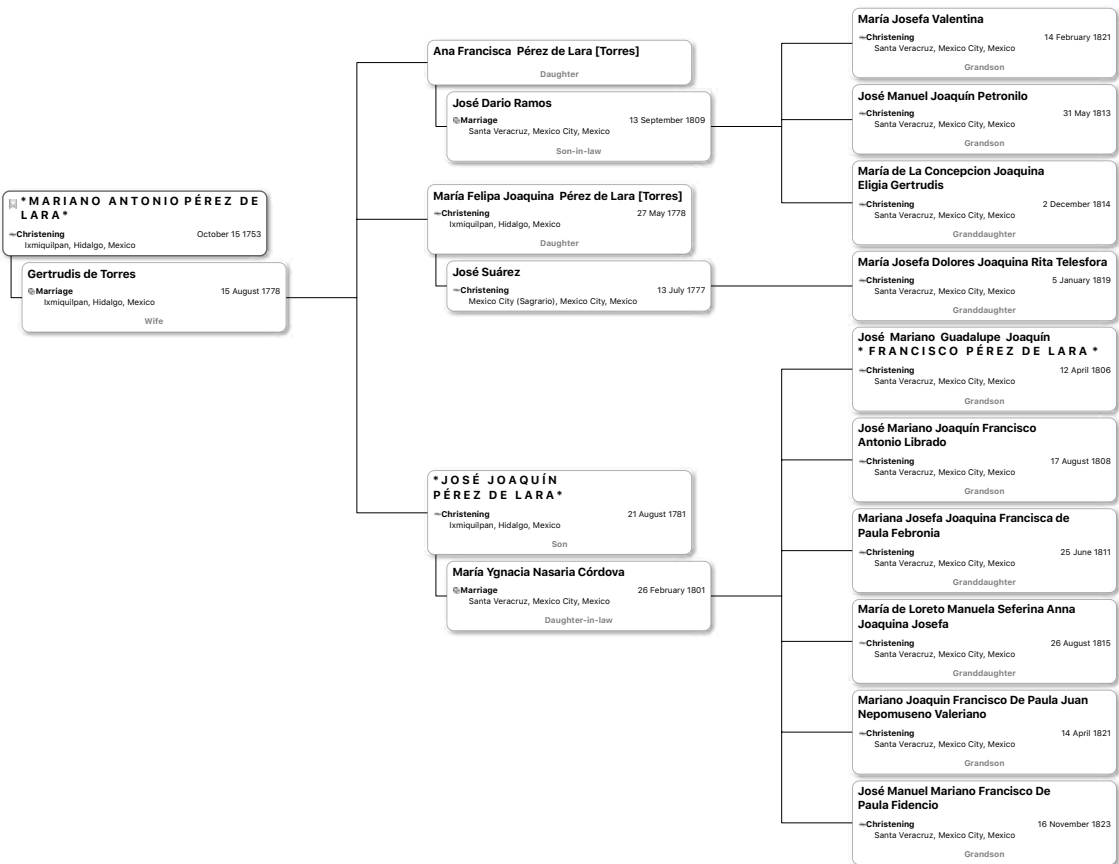 *MARIANO ANTONIO PÉREZ DE
LARA*
Christening October 15 1753
Ixmiquilpan, Hidalgo, Mexico
Gertrudis de Torres
Marriage 15 August 1778
Ixmiquilpan, Hidalgo, Mexico
Wife
Ana Francisca Pérez de Lara [Torres]
Daughter
José Dario Ramos
Marriage 13 September 1809
Santa Veracruz, Mexico City, Mexico
Son-in-law
María Felipa Joaquina Pérez de Lara [Torres]
Christening 27 May 1778
Ixmiquilpan, Hidalgo, Mexico
Daughter
José Suárez
Christening 13 July 1777
Mexico City (Sagrario), Mexico City, Mexico
*JOSÉ JOAQUÍN
PÉREZ DE LARA*
Christening 21 August 1781
Ixmiquilpan, Hidalgo, Mexico
Son
María Ygnacia Nasaria Córdova
Marriage 26 February 1801
Santa Veracruz, Mexico City, Mexico
Daughter-in-law
María Josefa Valentina
Christening 14 February 1821
Santa Veracruz, Mexico City, Mexico
Grandson
José Manuel Joaquín Petronilo
Christening 31 May 1813
Santa Veracruz, Mexico City, Mexico
Grandson
María de La Concepcion Joaquina
Eligia Gertrudis
Christening 2 December 1814
Santa Veracruz, Mexico City, Mexico
Granddaughter
María Josefa Dolores Joaquina Rita Telesfora
Christening 5 January 1819
Santa Veracruz, Mexico City, Mexico
Granddaughter
José Mariano Guadalupe Joaquín
* FRANCISCO PÉREZ DE LARA *
Christening 12 April 1806
Santa Veracruz, Mexico City, Mexico
Grandson
José Mariano Joaquín Francisco
Antonio Librado
Christening 17 August 1808
Santa Veracruz, Mexico City, Mexico
Grandson
Mariana Josefa Joaquina Francisca de
Paula Febronia
Christening 25 June 1811
Santa Veracruz, Mexico City, Mexico
Granddaughter
María de Loreto Manuela Seferina Anna
Joaquina Josefa
Christening 26 August 1815
Santa Veracruz, Mexico City, Mexico
Granddaughter
Mariano Joaquin Francisco De Paula Juan
Nepomuseno Valeriano
Christening 14 April 1821
Santa Veracruz, Mexico City, Mexico
Grandson
José Manuel Mariano Francisco De
Paula Fidencio
Christening 16 November 1823
Santa Veracruz, Mexico City, Mexico
Grandson